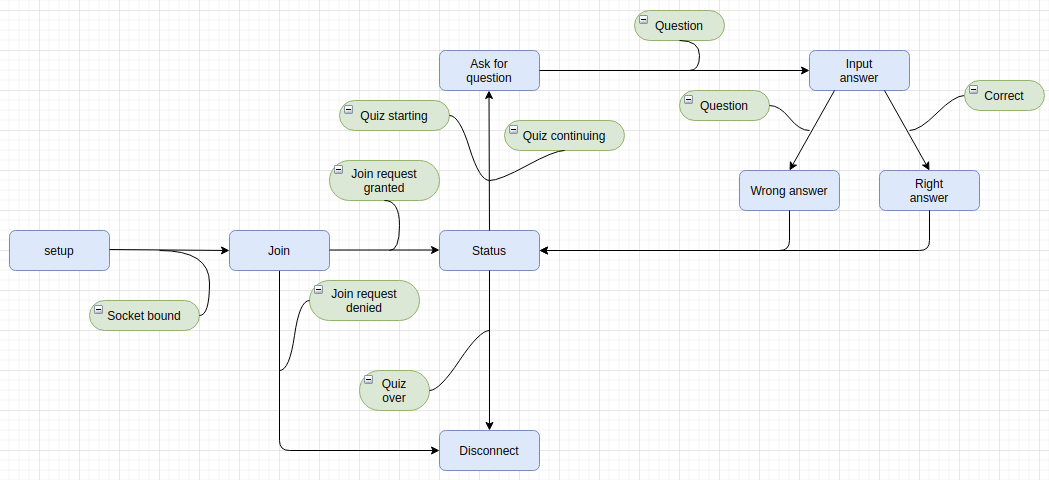 Question
Ask for
question
Input
answer
Question
Correct
Quiz starting
Quiz continuing
Join request
granted
Wrong answer
Right
answer
setup
Join
Status
Join request
denied
Socket bound
Quiz
over
Disconnect